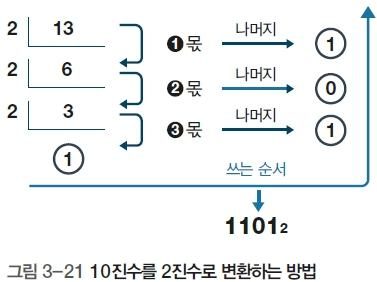 2 13 ❶ 몫 나머지 1
2 6 ❷ 몫 나머지 0
2 3 ❸ 몫 나머지 1
1
쓰는 순서
1101₂
그림 3-21 10진수를 2진수로 변환하는 방법